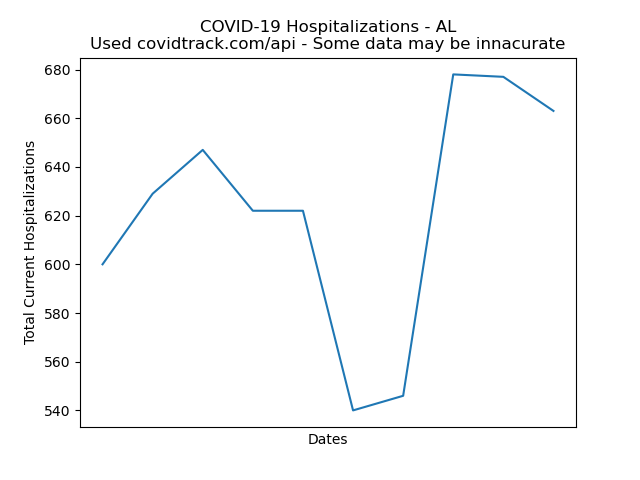 COVID-19 Hospitalizations - AL
Used covidtrack.com/api - Some data may be innacurate
Total Current Hospitalizations
680
660
640
620
600
580
560
540
Dates